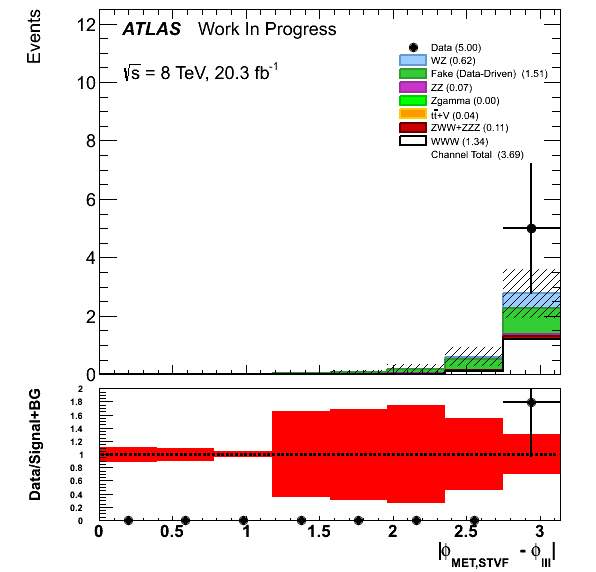 Events
12
10
8
6
4
2
0
ATLAS Work In Progress
√s = 8 TeV, 20.3 fb⁻¹
Data (5.00)
WZ (0.62)
Fake (Data-Driven) (1.51)
ZZ (0.07)
Zgamma (0.00)
tt̄+V (0.04)
ZWW+ZZZ (0.11)
WWW (1.34)
Channel Total (3.69)
Data/Signal+BG
2
1.8
1.6
1.4
1.2
1
0.8
0.6
0.4
0.2
0
0 0.5 1 1.5 2 2.5 3
|ϕMET,STVF - ϕlll|